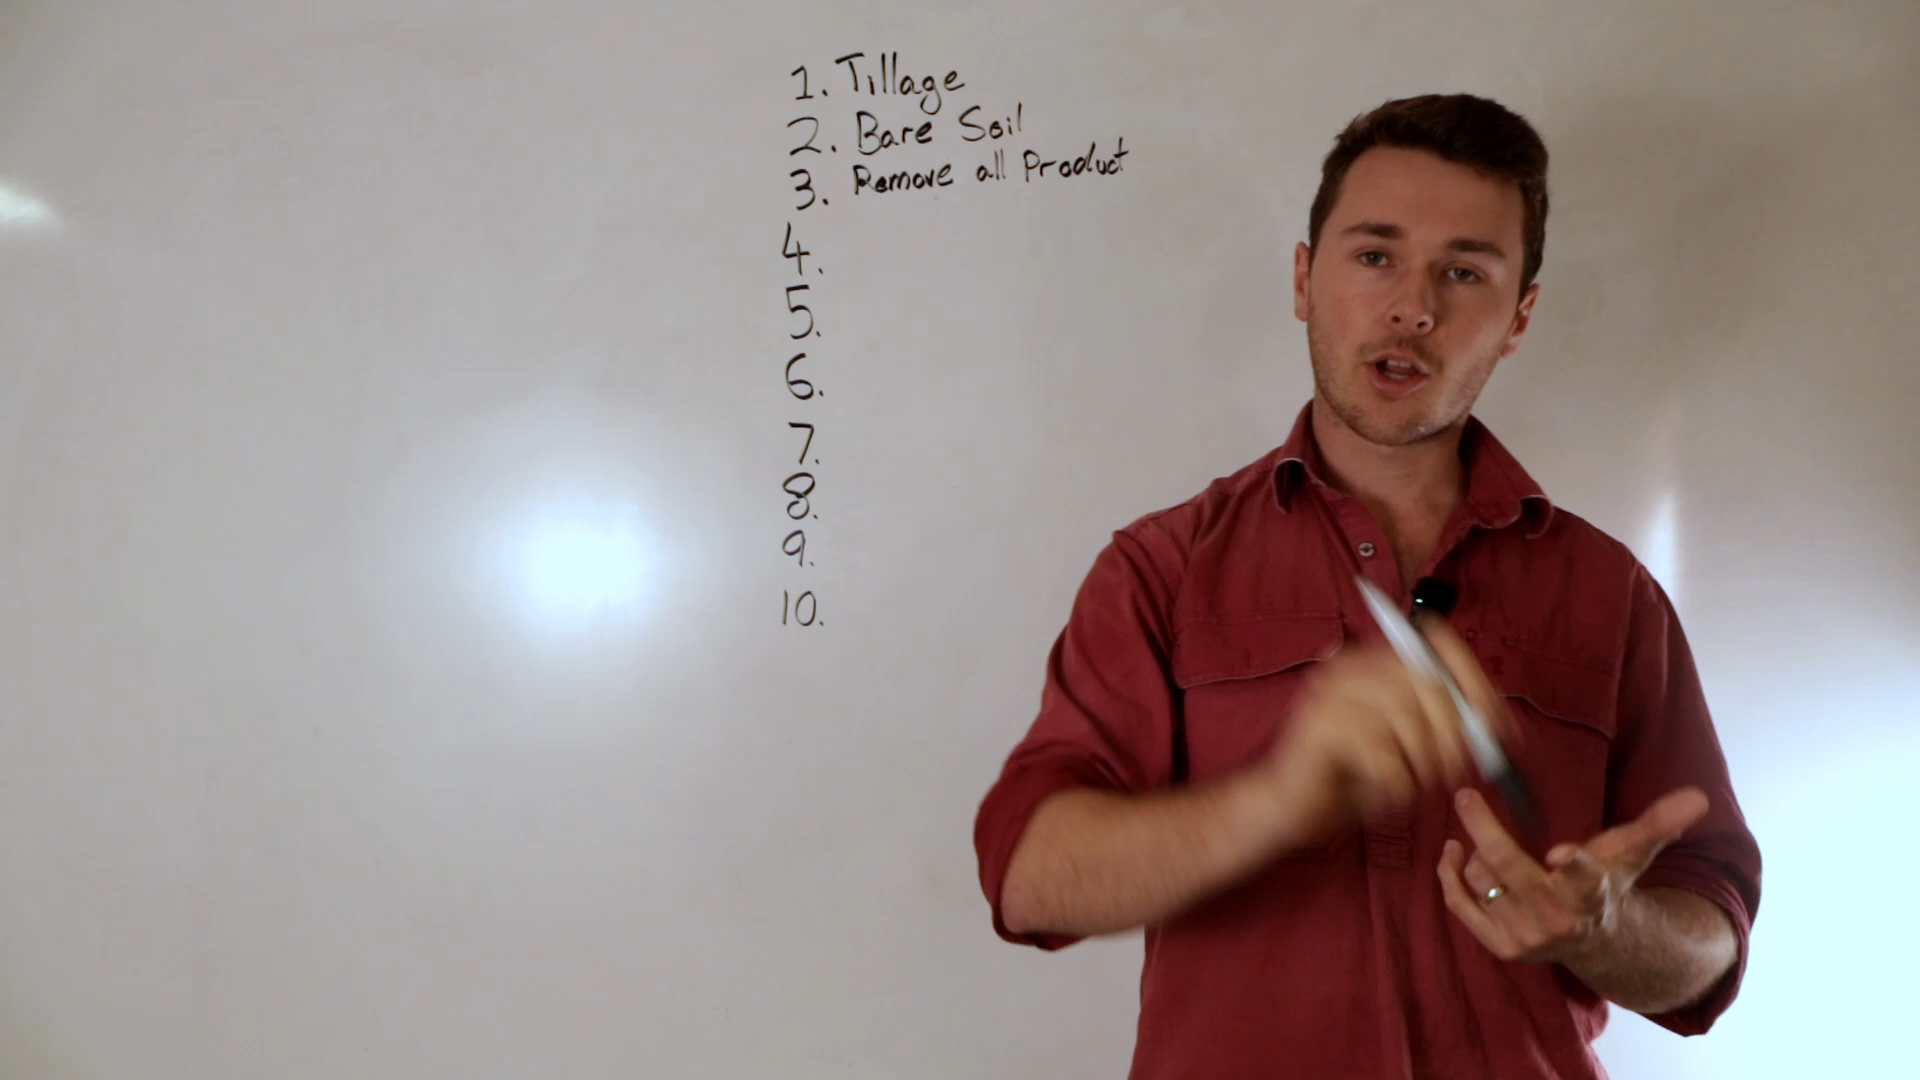 1. Tillage
2. Bare Soil
3. Remove all Product
4.
5.
6.
7.
8.
9.
10.